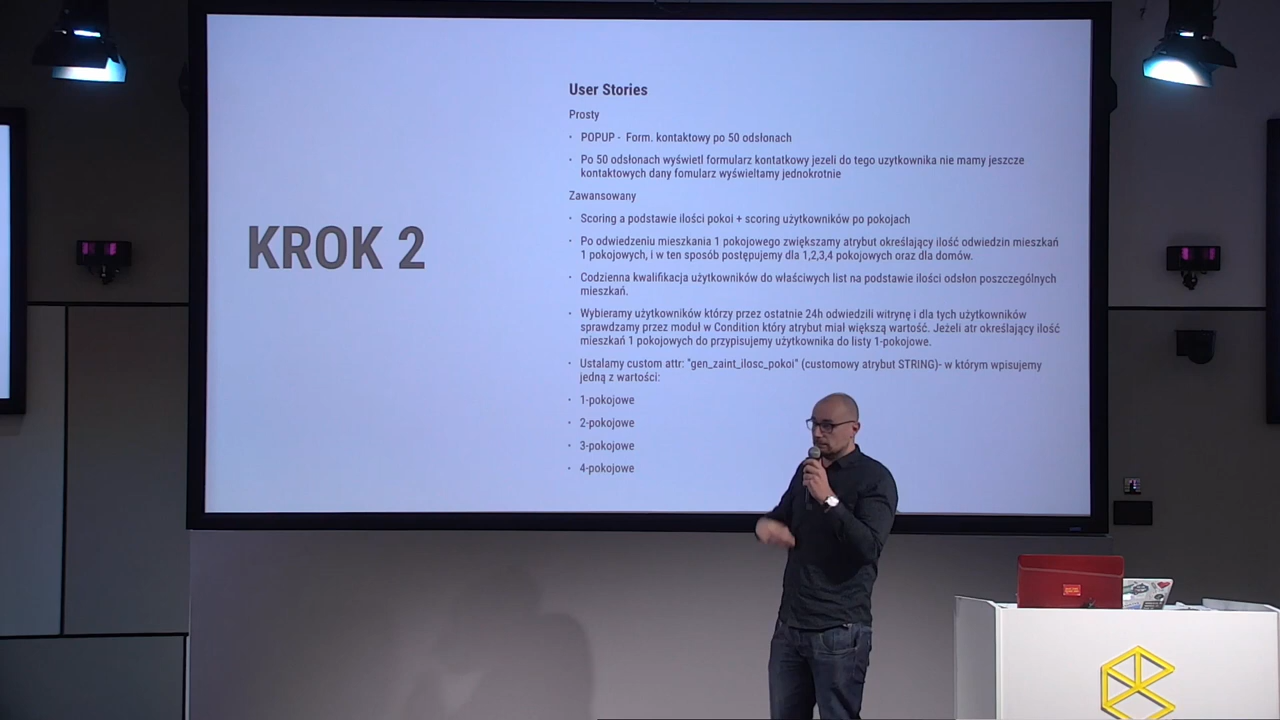 KROK 2
User Stories
Prosty
• POPUP - Form. kontaktowy po 50 odsłonach
• Po 50 odsłonach wyświetl formularz kontatkowy jezeli do tego uzytkownika nie mamy jeszcze
kontaktowych dany fomularz wyświeltamy jednokrotnie
Zawansowany
• Scoring a podstawie ilości pokoi + scoring użytkowników po pokojach
• Po odwiedzeniu mieszkania 1 pokojowego zwiększamy atrybut określający ilość odwiedzin mieszkań
1 pokojowych, i w ten sposób postępujemy dla 1,2,3,4 pokojowych oraz dla domów.
• Codzienna kwalifikacja użytkowników do właściwych list na podstawie ilości odsłon poszczególnych
mieszkań.
• Wybieramy użytkowników którzy przez ostatnie 24h odwiedzili witrynę i dla tych użytkowników
sprawdzamy przez moduł w Condition który atrybut miał większą wartość. Jeżeli atr określający ilość
mieszkań 1 pokojowych do przypisujemy użytkownika do listy 1-pokojowe.
• Ustalamy custom attr: "gen_zaint_ilosc_pokoi" (customowy atrybut STRING)- w którym wpisujemy
jedną z wartości:
• 1-pokojowe
• 2-pokojowe
• 3-pokojowe
• 4-pokojowe